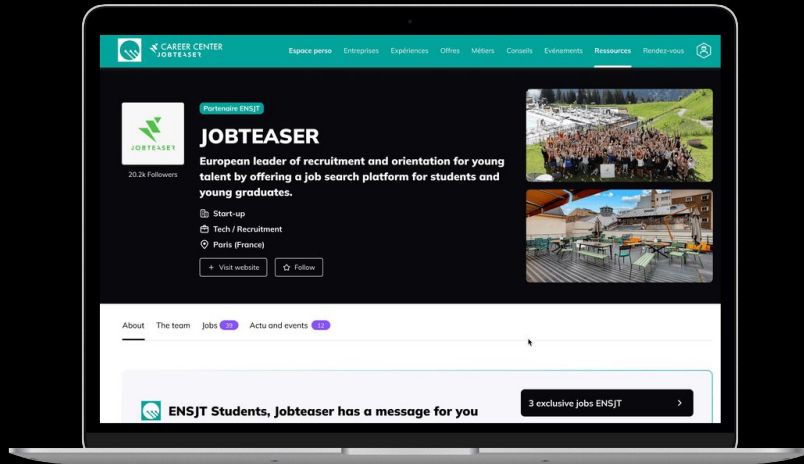 CAREER CENTER
JOBTEASER
Espace perso
Entreprises
Expériences
Offres
Métiers
Conseils
Evénements
Ressources
Rendez-vous
JOBTEASER
20.2k Followers
Partenaire ENSJT
JOBTEASER
European leader of recruitment and orientation for young
talent by offering a job search platform for students and
young graduates.
Start-up
Tech / Recruitment
Paris (France)
+ Visit website
Follow
About
The team
Jobs 39
Actu and events 12
ENSJT Students, Jobteaser has a message for you
3 exclusive jobs ENSJT